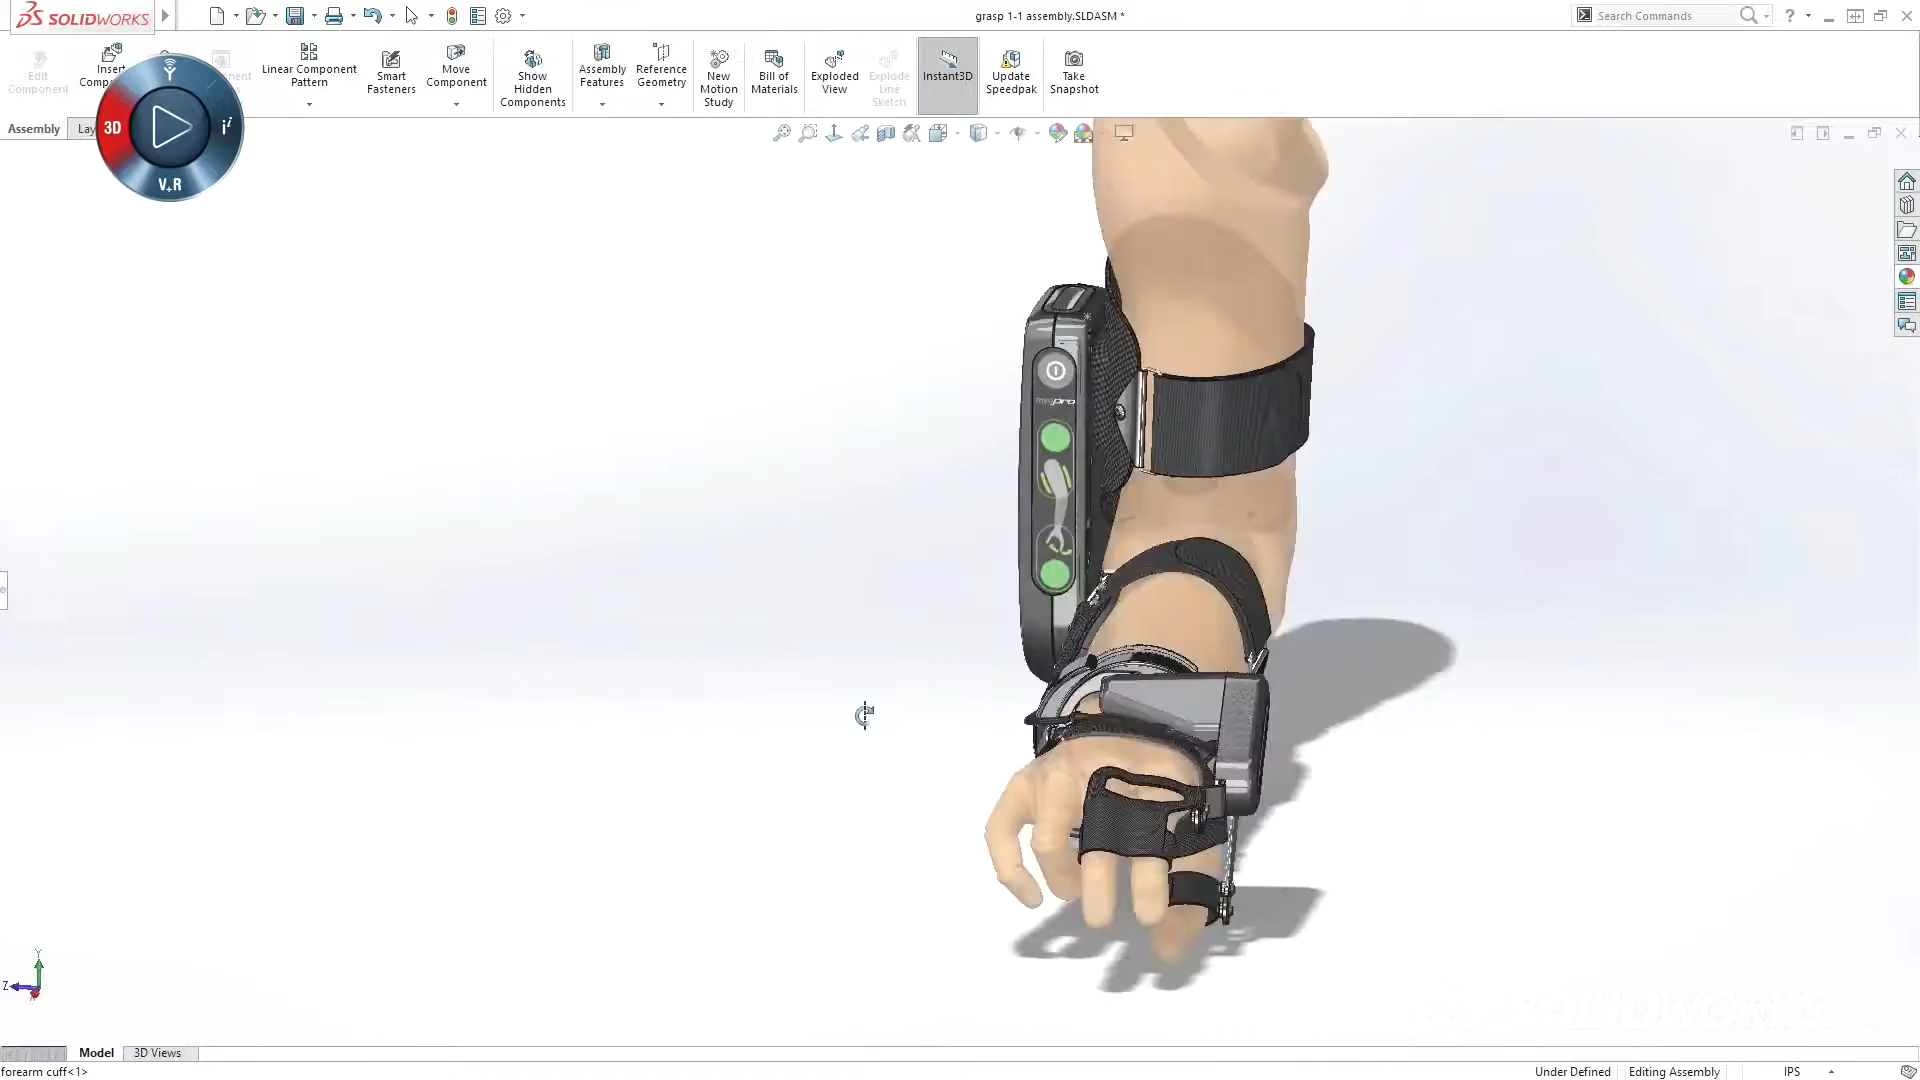 SOLIDWORKS
grasp 1-1 assembly.SLDASM *
Search Commands
?
Edit
Component
Insert
Linear Component
Pattern
Smart
Fasteners
Move
Component
Show
Hidden
Components
Assembly
Features
Reference
Geometry
New
Motion
Study
Bill of
Materials
Exploded
View
Explode
Line
Sketch
Instant3D
Update
Speedpak
Take
Snapshot
3D
V+R
Assembly
pro
Y
Z
SOLIDWORKS
Model
3D Views
forearm cuff<1>
Under Defined
Editing Assembly
IPS